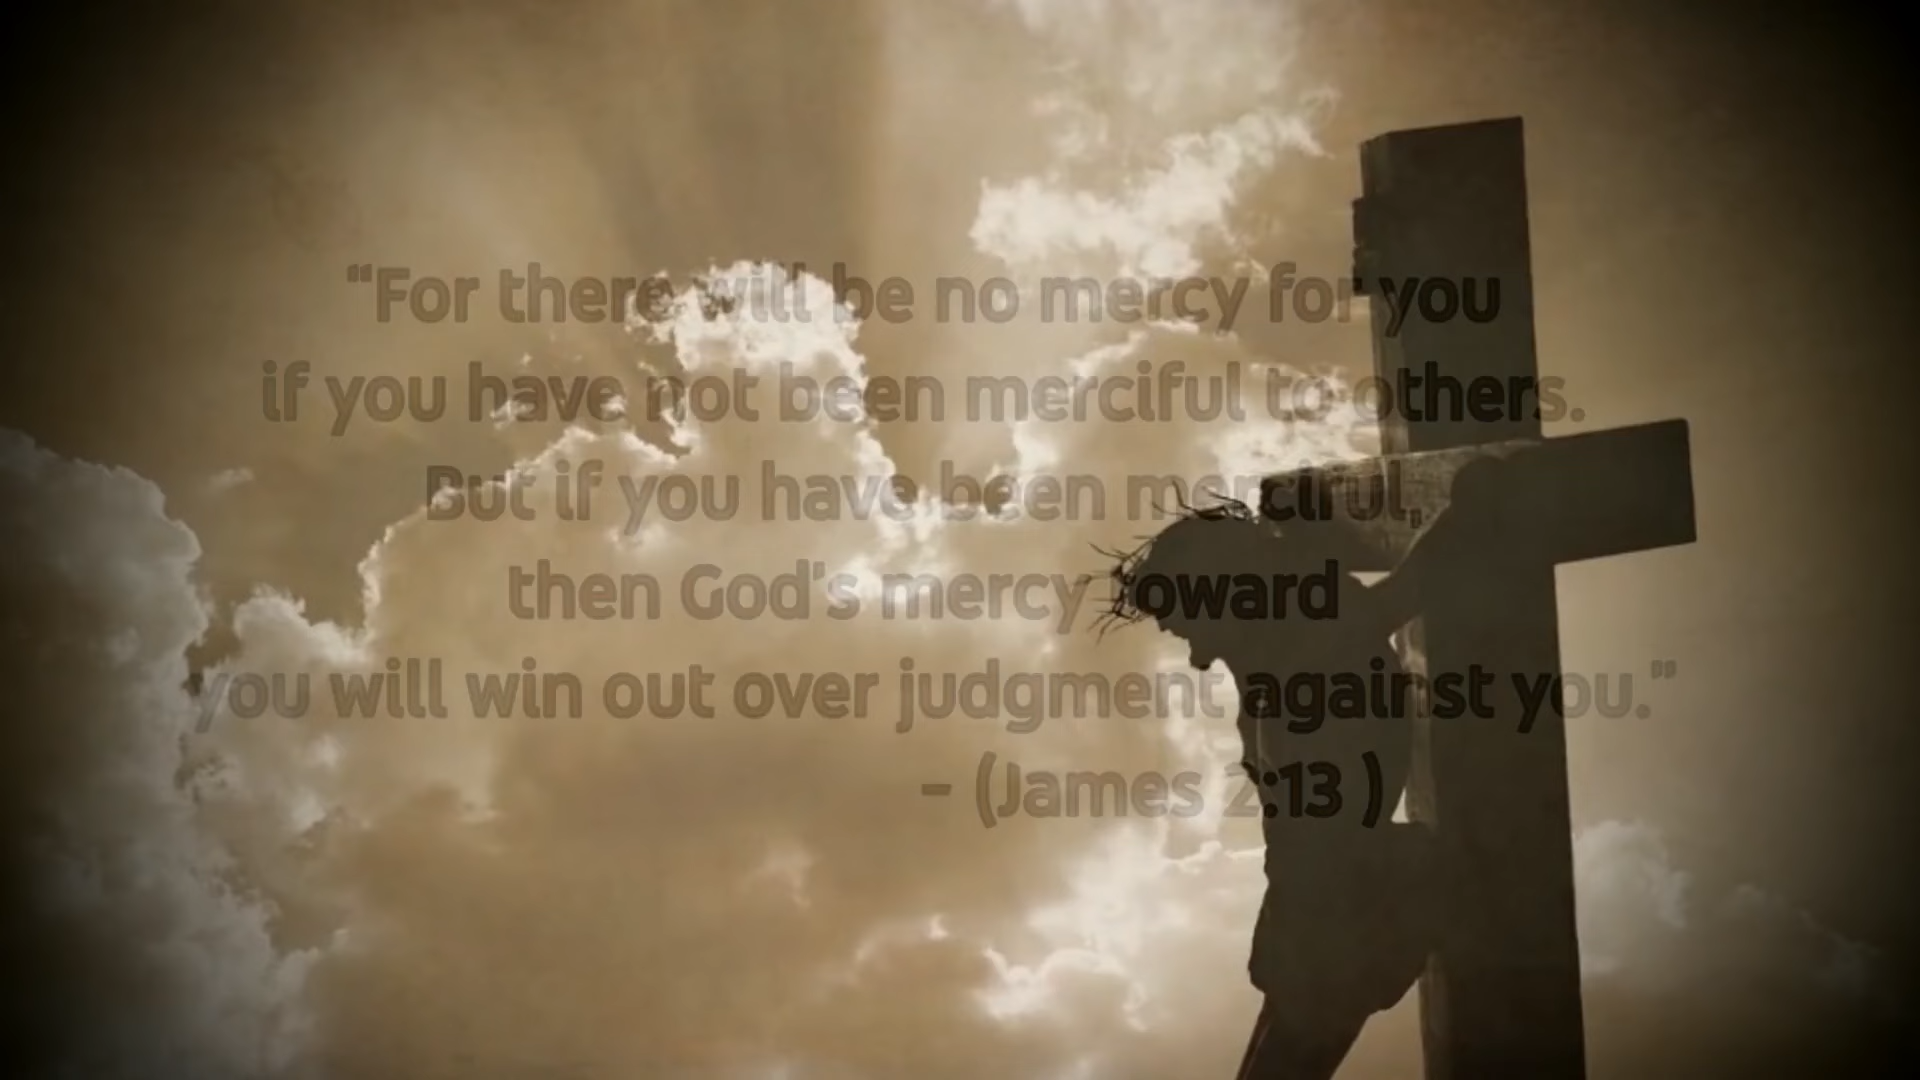 “For there will be no mercy for you
if you have not been merciful to others.
But if you have been merciful,
then God's mercy toward
you will win out over judgment against you.”
– (James 2:13 )